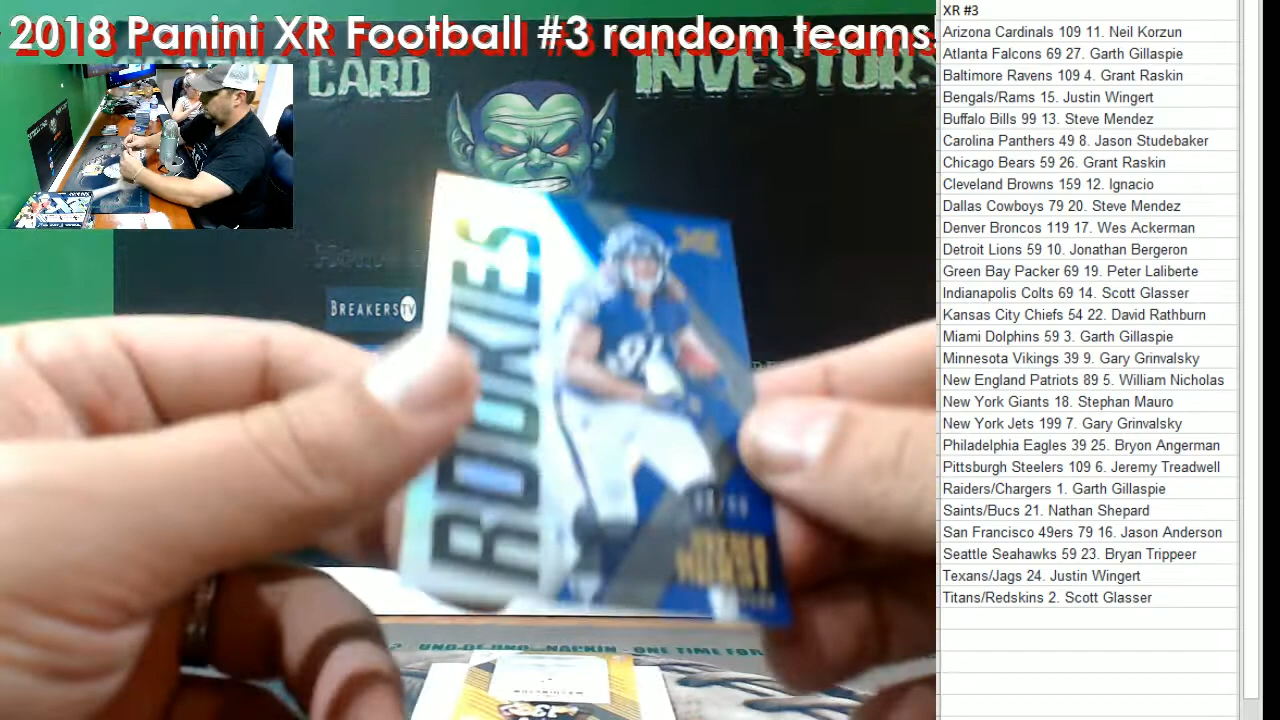 2018 Panini XR Football #3 random teams
CARD INVESTORS
BREAKERSTV
ROOKIES
XR
94
XR #3
Arizona Cardinals 109 11. Neil Korzun
Atlanta Falcons 69 27. Garth Gillaspie
Baltimore Ravens 109 4. Grant Raskin
Bengals/Rams 15. Justin Wingert
Buffalo Bills 99 13. Steve Mendez
Carolina Panthers 49 8. Jason Studebaker
Chicago Bears 59 26. Grant Raskin
Cleveland Browns 159 12. Ignacio
Dallas Cowboys 79 20. Steve Mendez
Denver Broncos 119 17. Wes Ackerman
Detroit Lions 59 10. Jonathan Bergeron
Green Bay Packer 69 19. Peter Laliberte
Indianapolis Colts 69 14. Scott Glasser
Kansas City Chiefs 54 22. David Rathburn
Miami Dolphins 59 3. Garth Gillaspie
Minnesota Vikings 39 9. Gary Grinvalsky
New England Patriots 89 5. William Nicholas
New York Giants 18. Stephan Mauro
New York Jets 199 7. Gary Grinvalsky
Philadelphia Eagles 39 25. Bryon Angerman
Pittsburgh Steelers 109 6. Jeremy Treadwell
Raiders/Chargers 1. Garth Gillaspie
Saints/Bucs 21. Nathan Shepard
San Francisco 49ers 79 16. Jason Anderson
Seattle Seahawks 59 23. Bryan Trippeer
Texans/Jags 24. Justin Wingert
Titans/Redskins 2. Scott Glasser
NAPKIN - ONE TIME FOR
WASHINGTON